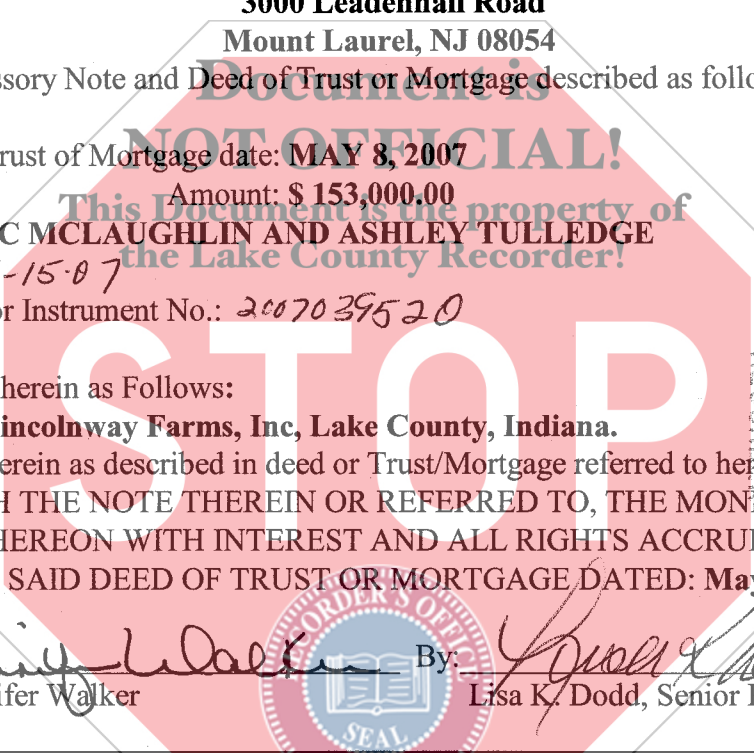 3000 Leadenhall Road
Mount Laurel, NJ 08054
ssory Note and Deed of Trust or Mortgage described as follo
Document is
NOT OFFICIAL!
rust of Mortgage date: MAY 8, 2007
Amount: $ 153,000.00
This Document is the property of
C MCLAUGHLIN AND ASHLEY TULLEDGE
the Lake County Recorder!
-15-07
or Instrument No.: 2007039520
STOP
herein as Follows:
incolnway Farms, Inc, Lake County, Indiana.
erein as described in deed or Trust/Mortgage referred to her
H THE NOTE THEREIN OR REFERRED TO, THE MON
HEREON WITH INTEREST AND ALL RIGHTS ACCRU
SAID DEED OF TRUST OR MORTGAGE DATED: May
RECORDER'S OFFICE
Walker By:
ifer Walker Lisa K. Dodd, Senior
SEAL